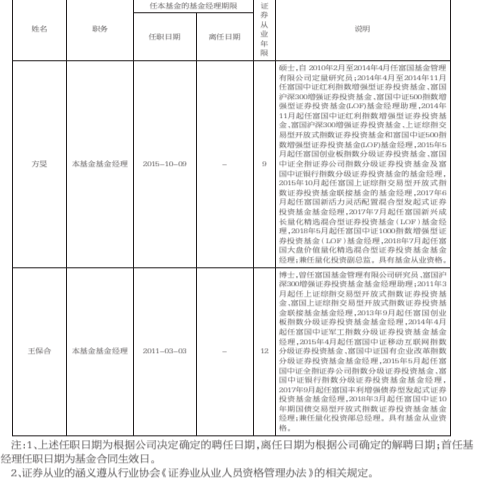 任本基金的基金经理期限
证券从业年限
姓名
职务
任职日期
离任日期
说明
方旻
本基金基金经理
2015-10-09
–
9
硕士，自 2010年2月至2014年4月任富国基金管理
有限公司定量研究员；2014年4月至2014年11月
任富国中证红利指数增强型证券投资基金、富国
沪深300增强证券投资基金、富国中证500指数增
强型证券投资基金(LOF)基金经理助理，2014年
11月起任富国中证红利指数增强型证券投资基
金、富国沪深300增强证券投资基金、上证综指交
易型开放式指数证券投资基金和富国中证500指
数增强型证券投资基金(LOF)基金经理，2015年5
月起任富国创业板指数分级证券投资基金、富国
中证全指证券公司指数分级证券投资基金及富
国中证银行指数分级证券投资基金的基金经理，
2015年10月起任富国上证综指交易型开放式指
数证券投资基金联接基金的基金经理，2017年6
月起任富国新活力灵活配置混合型发起式证券
投资基金基金经理，2017年7月起任富国新兴成
长量化精选混合型证券投资基金（LOF）基金经
理，2018年5月起任富国中证1000指数增强型证
券投资基金（LOF）基金经理，2018年7月起任富
国大盘价值量化精选混合型证券投资基金基金
经理；兼任量化投资副总监。具有基金从业资格。
王保合
本基金基金经理
2011-03-03
–
12
博士，曾任富国基金管理有限公司研究员、富国沪
深300增强证券投资基金基金经理助理；2011年3
月起任上证综指交易型开放式指数证券投资基
金、富国上证综指交易型开放式指数证券投资基
金联接基金基金经理，2013年9月起任富国创业
板指数分级证券投资基金基金经理，2014年4月
起任富国中证军工指数分级证券投资基金基金
经理，2015年4月起任富国中证移动互联网指数
分级证券投资基金、富国中证国有企业改革指数
分级证券投资基金基金经理，2015年5月起任富
国中证全指证券公司指数分级证券投资基金、富
国中证银行指数分级证券投资基金基金经理，
2017年9月起任富国丰利增强债券型发起式证券
投资基金基金经理，2018年3月起任富国中证10
年期国债交易型开放式指数证券投资基金基金
经理；兼任量化投资部总经理。具有基金从业资
格。
注：1、上述任职日期为根据公司决定确定的聘任日期，离任日期为根据公司确定的解聘日期；首任基
经理任职日期为基金合同生效日。
2、证券从业的涵义遵从行业协会《证券业从业人员资格管理办法》的相关规定。